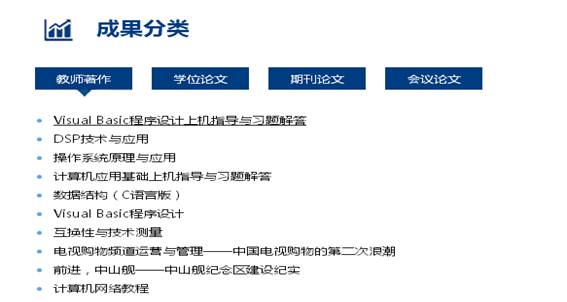 成果分类
教师著作 学位论文 期刊论文 会议论文
Visual Basic程序设计上机指导与习题解答
DSP技术与应用
操作系统原理与应用
计算机应用基础上机指导与习题解答
数据结构（C语言版）
Visual Basic程序设计
互换性与技术测量
电视购物频道运营与管理——中国电视购物的第二次浪潮
前进，中山舰——中山舰纪念区建设纪实
计算机网络教程